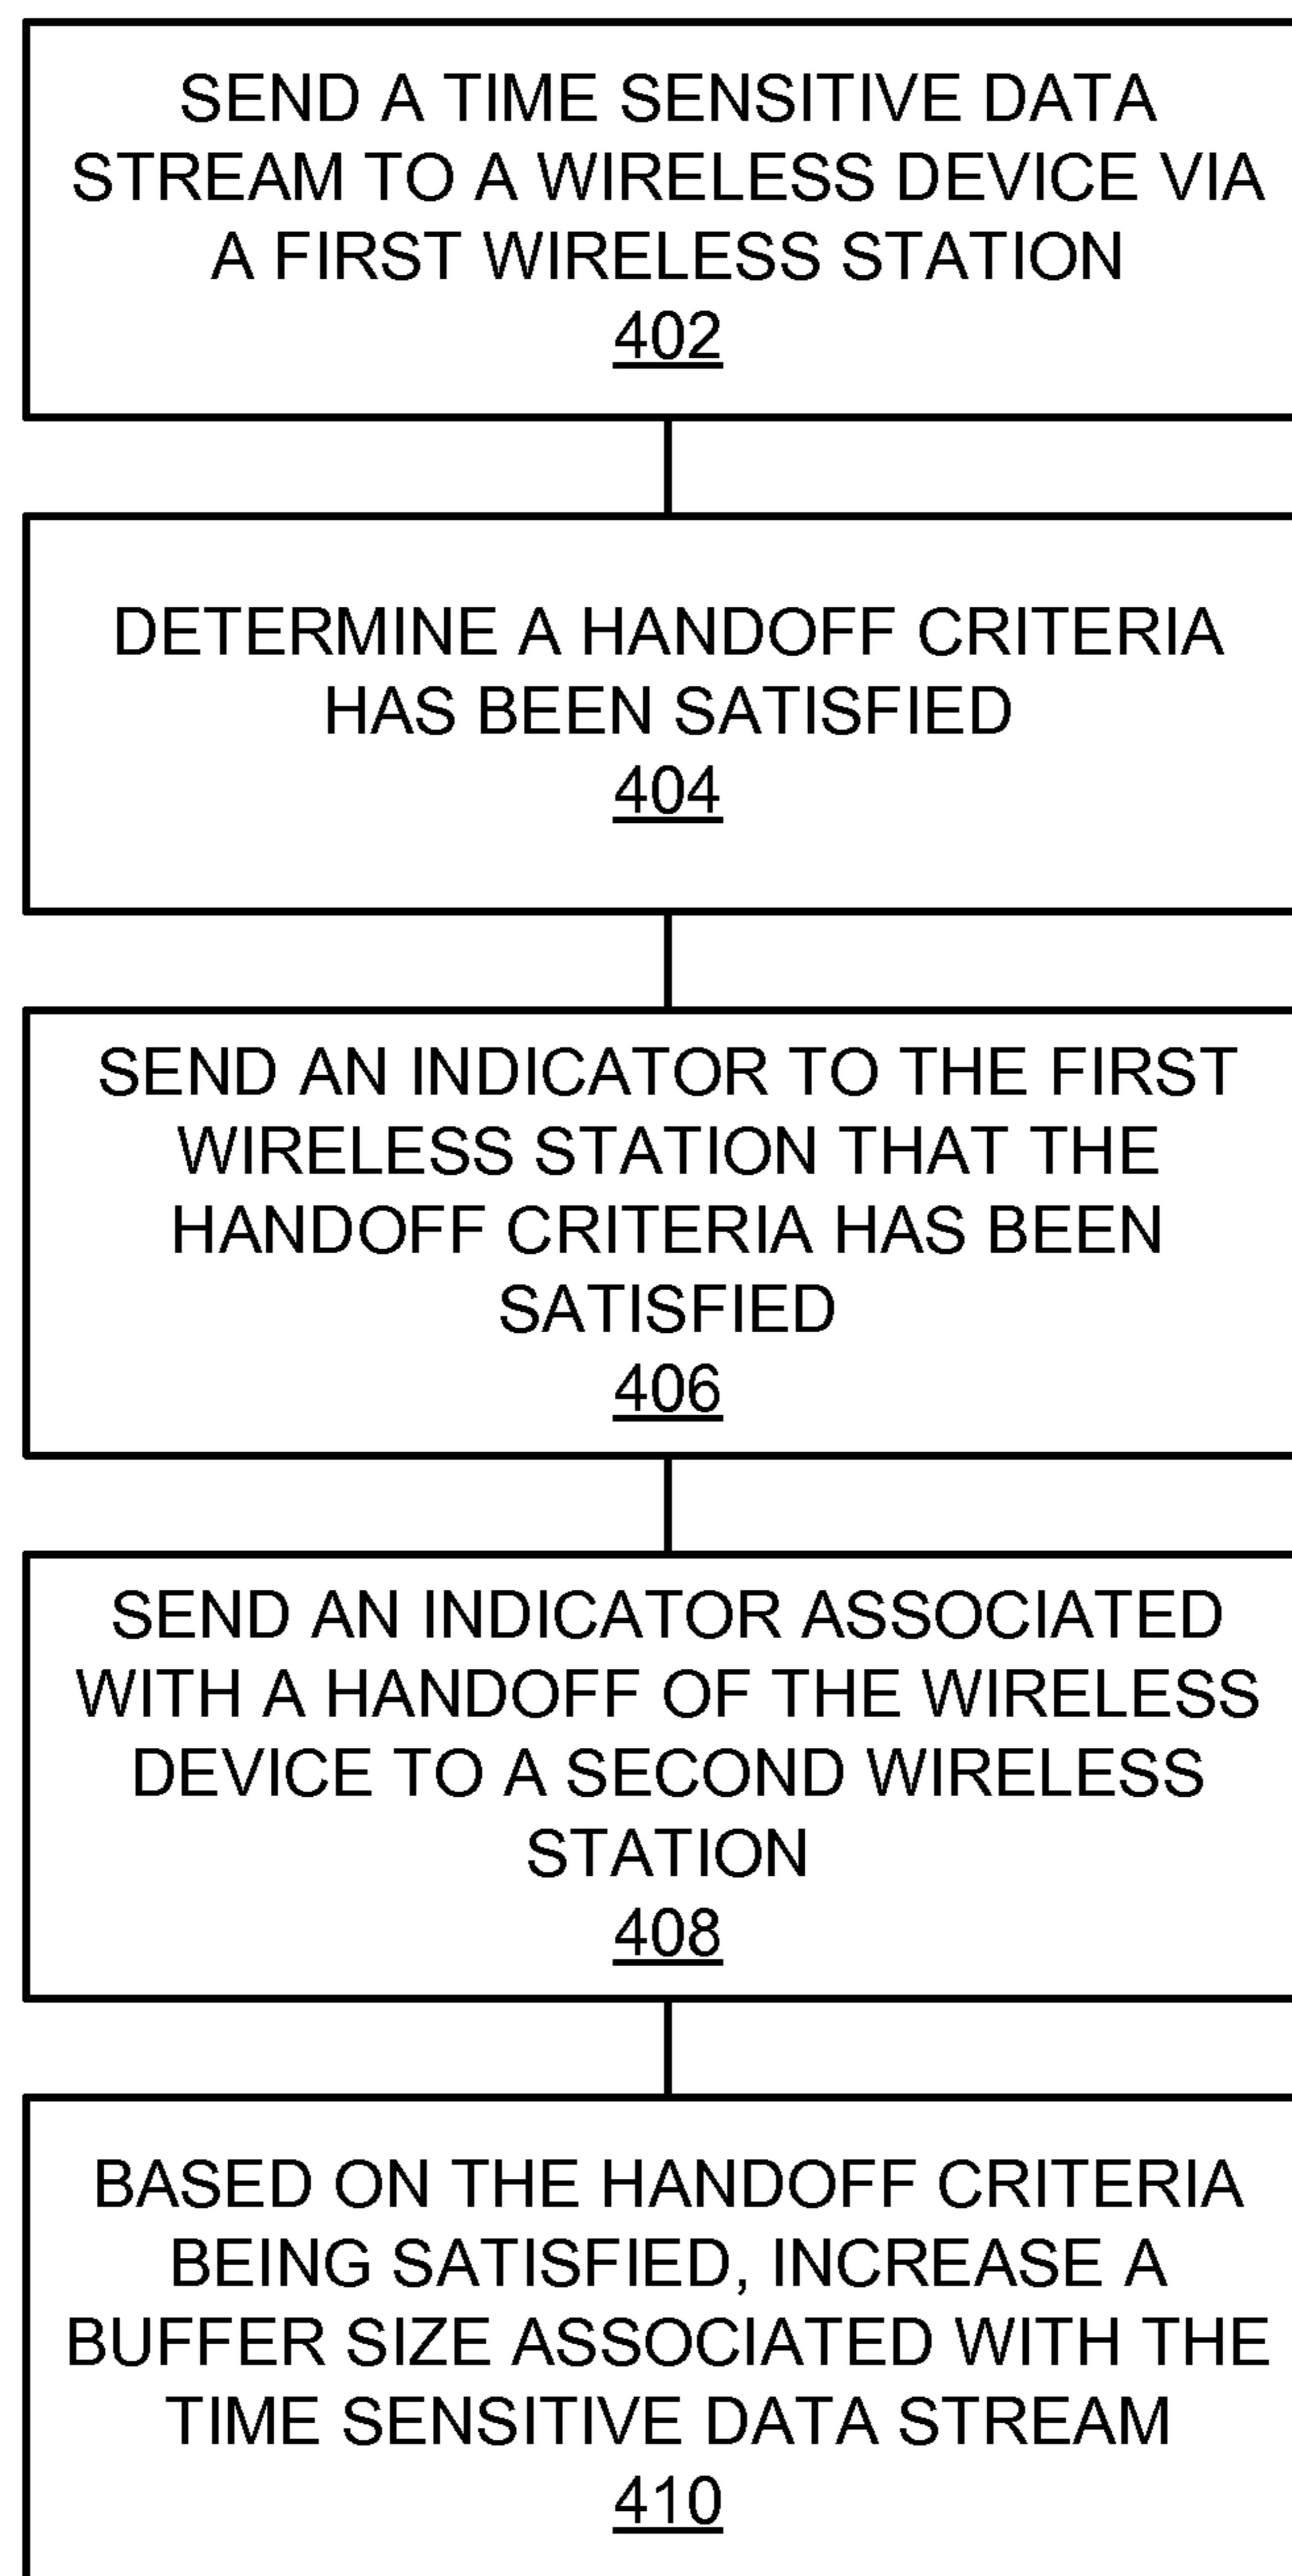 SEND A TIME SENSITIVE DATA
STREAM TO A WIRELESS DEVICE VIA
A FIRST WIRELESS STATION
402
DETERMINE A HANDOFF CRITERIA
HAS BEEN SATISFIED
404
SEND AN INDICATOR TO THE FIRST
WIRELESS STATION THAT THE
HANDOFF CRITERIA HAS BEEN
SATISFIED
406
SEND AN INDICATOR ASSOCIATED
WITH A HANDOFF OF THE WIRELESS
DEVICE TO A SECOND WIRELESS
STATION
408
BASED ON THE HANDOFF CRITERIA
BEING SATISFIED, INCREASE A
BUFFER SIZE ASSOCIATED WITH THE
TIME SENSITIVE DATA STREAM
410